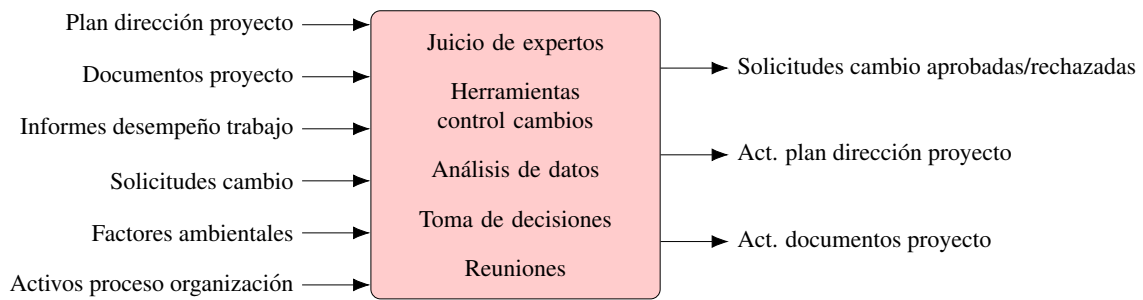 Plan dirección proyecto
Documentos proyecto
Informes desempeño trabajo
Solicitudes cambio
Factores ambientales
Activos proceso organización
Juicio de expertos
Herramientas
control cambios
Análisis de datos
Toma de decisiones
Reuniones
Solicitudes cambio aprobadas/rechazadas
Act. plan dirección proyecto
Act. documentos proyecto